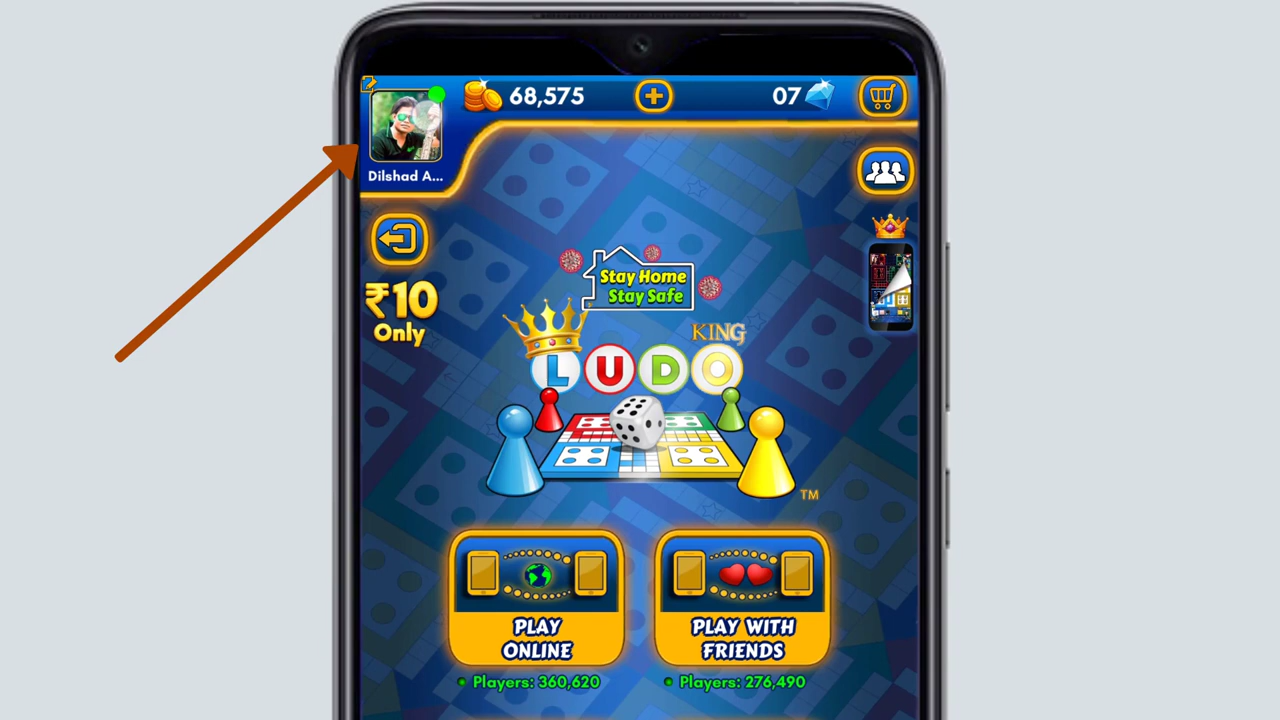 68,575
07
Dilshad A...
₹10
Only
Stay Home
Stay Safe
KING
LUDO
TM
PLAY
ONLINE
PLAY WITH
FRIENDS
Players: 360,620
Players: 276,490